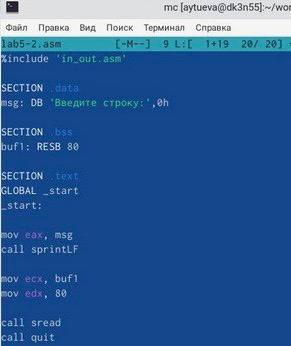 mc [aytueva@dk3n55]:~/wor
Файл Правка Вид Поиск Терминал Справка
lab5-2.asm [-M--] 9 L:[ 1+19 20/ 20]
%include 'in_out.asm'
SECTION .data
msg: DB 'Введите строку:',0h
SECTION .bss
buf1: RESB 80
SECTION .text
GLOBAL _start
_start:
mov eax, msg
call sprintLF
mov ecx, buf1
mov edx, 80
call sread
call quit